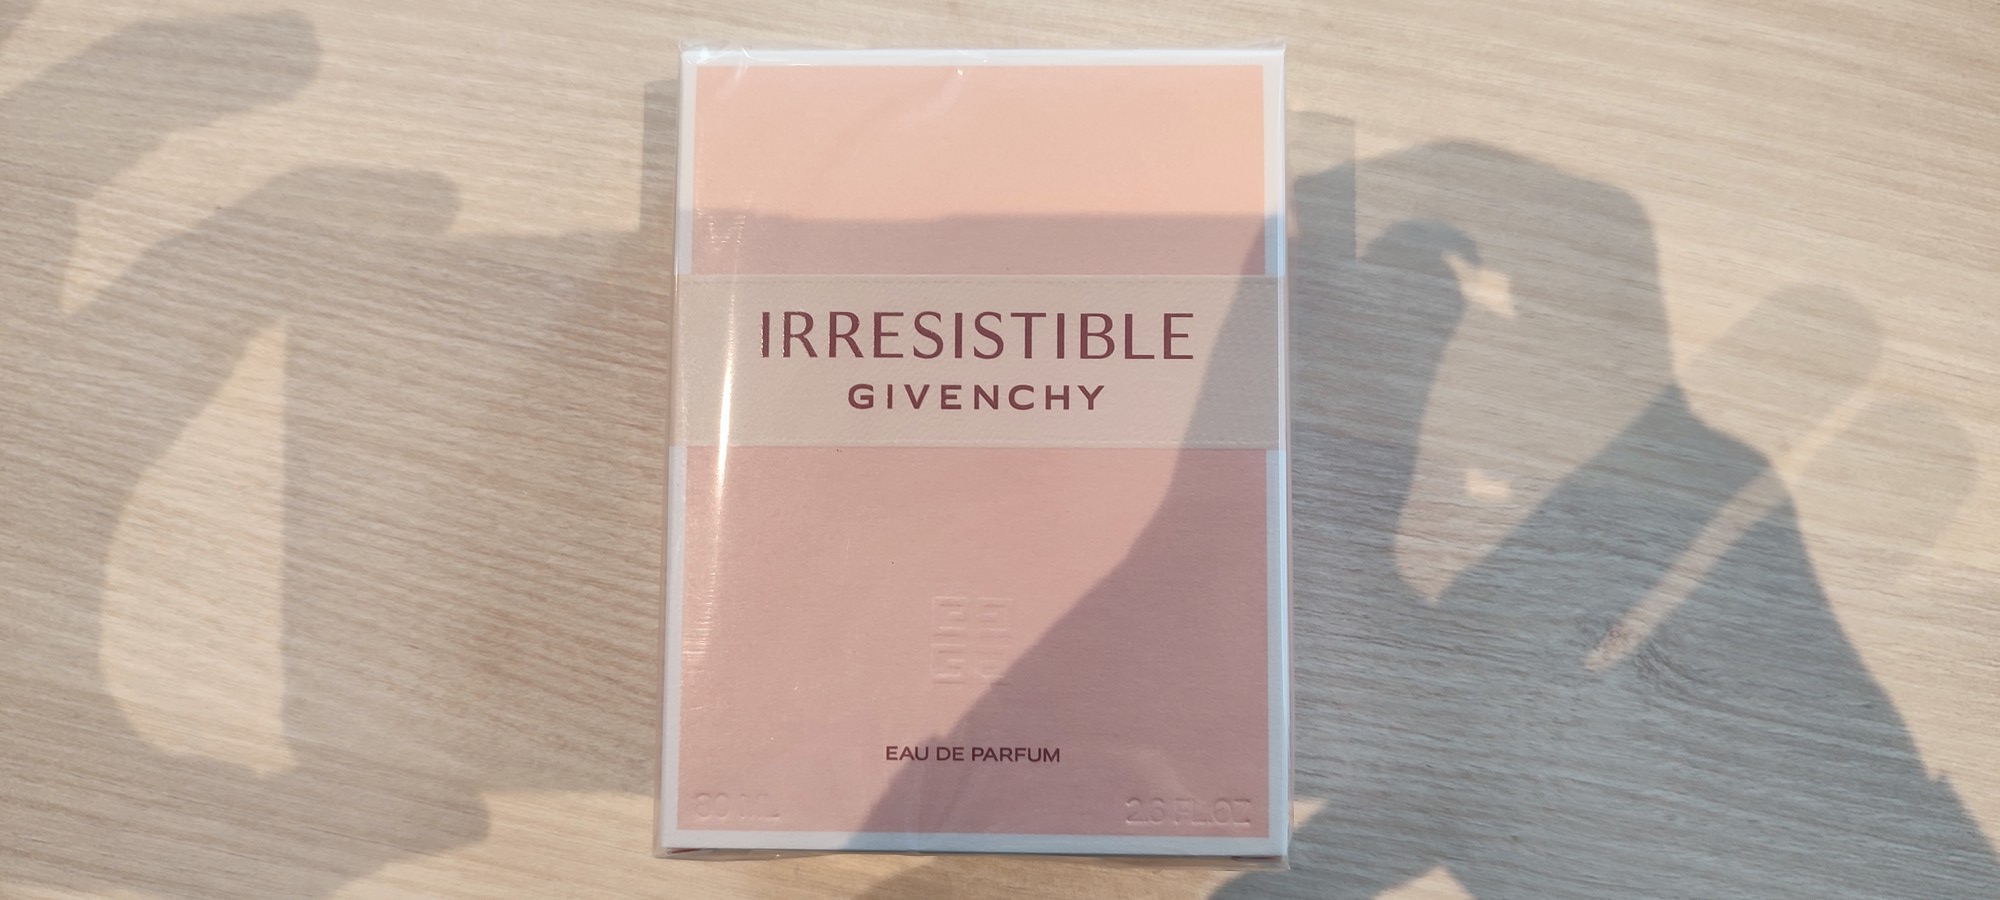 IRRESISTIBLE
GIVENCHY
EAU DE PARFUM
80 ML 2.6 FL.OZ